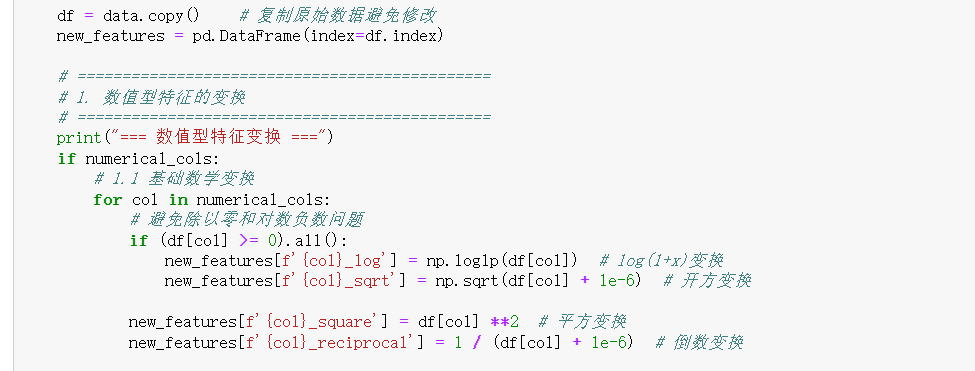 df = data.copy()    # 复制原始数据避免修改
new_features = pd.DataFrame(index=df.index)
# ==============================================
# 1. 数值型特征的变换
# ==============================================
print("=== 数值型特征变换 ===")
if numerical_cols:
    # 1.1 基础数学变换
    for col in numerical_cols:
        # 避免除以零和对数负数问题
        if (df[col] >= 0).all():
            new_features[f'{col}_log'] = np.log1p(df[col])  # log(1+x)变换
            new_features[f'{col}_sqrt'] = np.sqrt(df[col] + 1e-6)  # 开方变换
        new_features[f'{col}_square'] = df[col] **2  # 平方变换
        new_features[f'{col}_reciprocal'] = 1 / (df[col] + 1e-6)  # 倒数变换